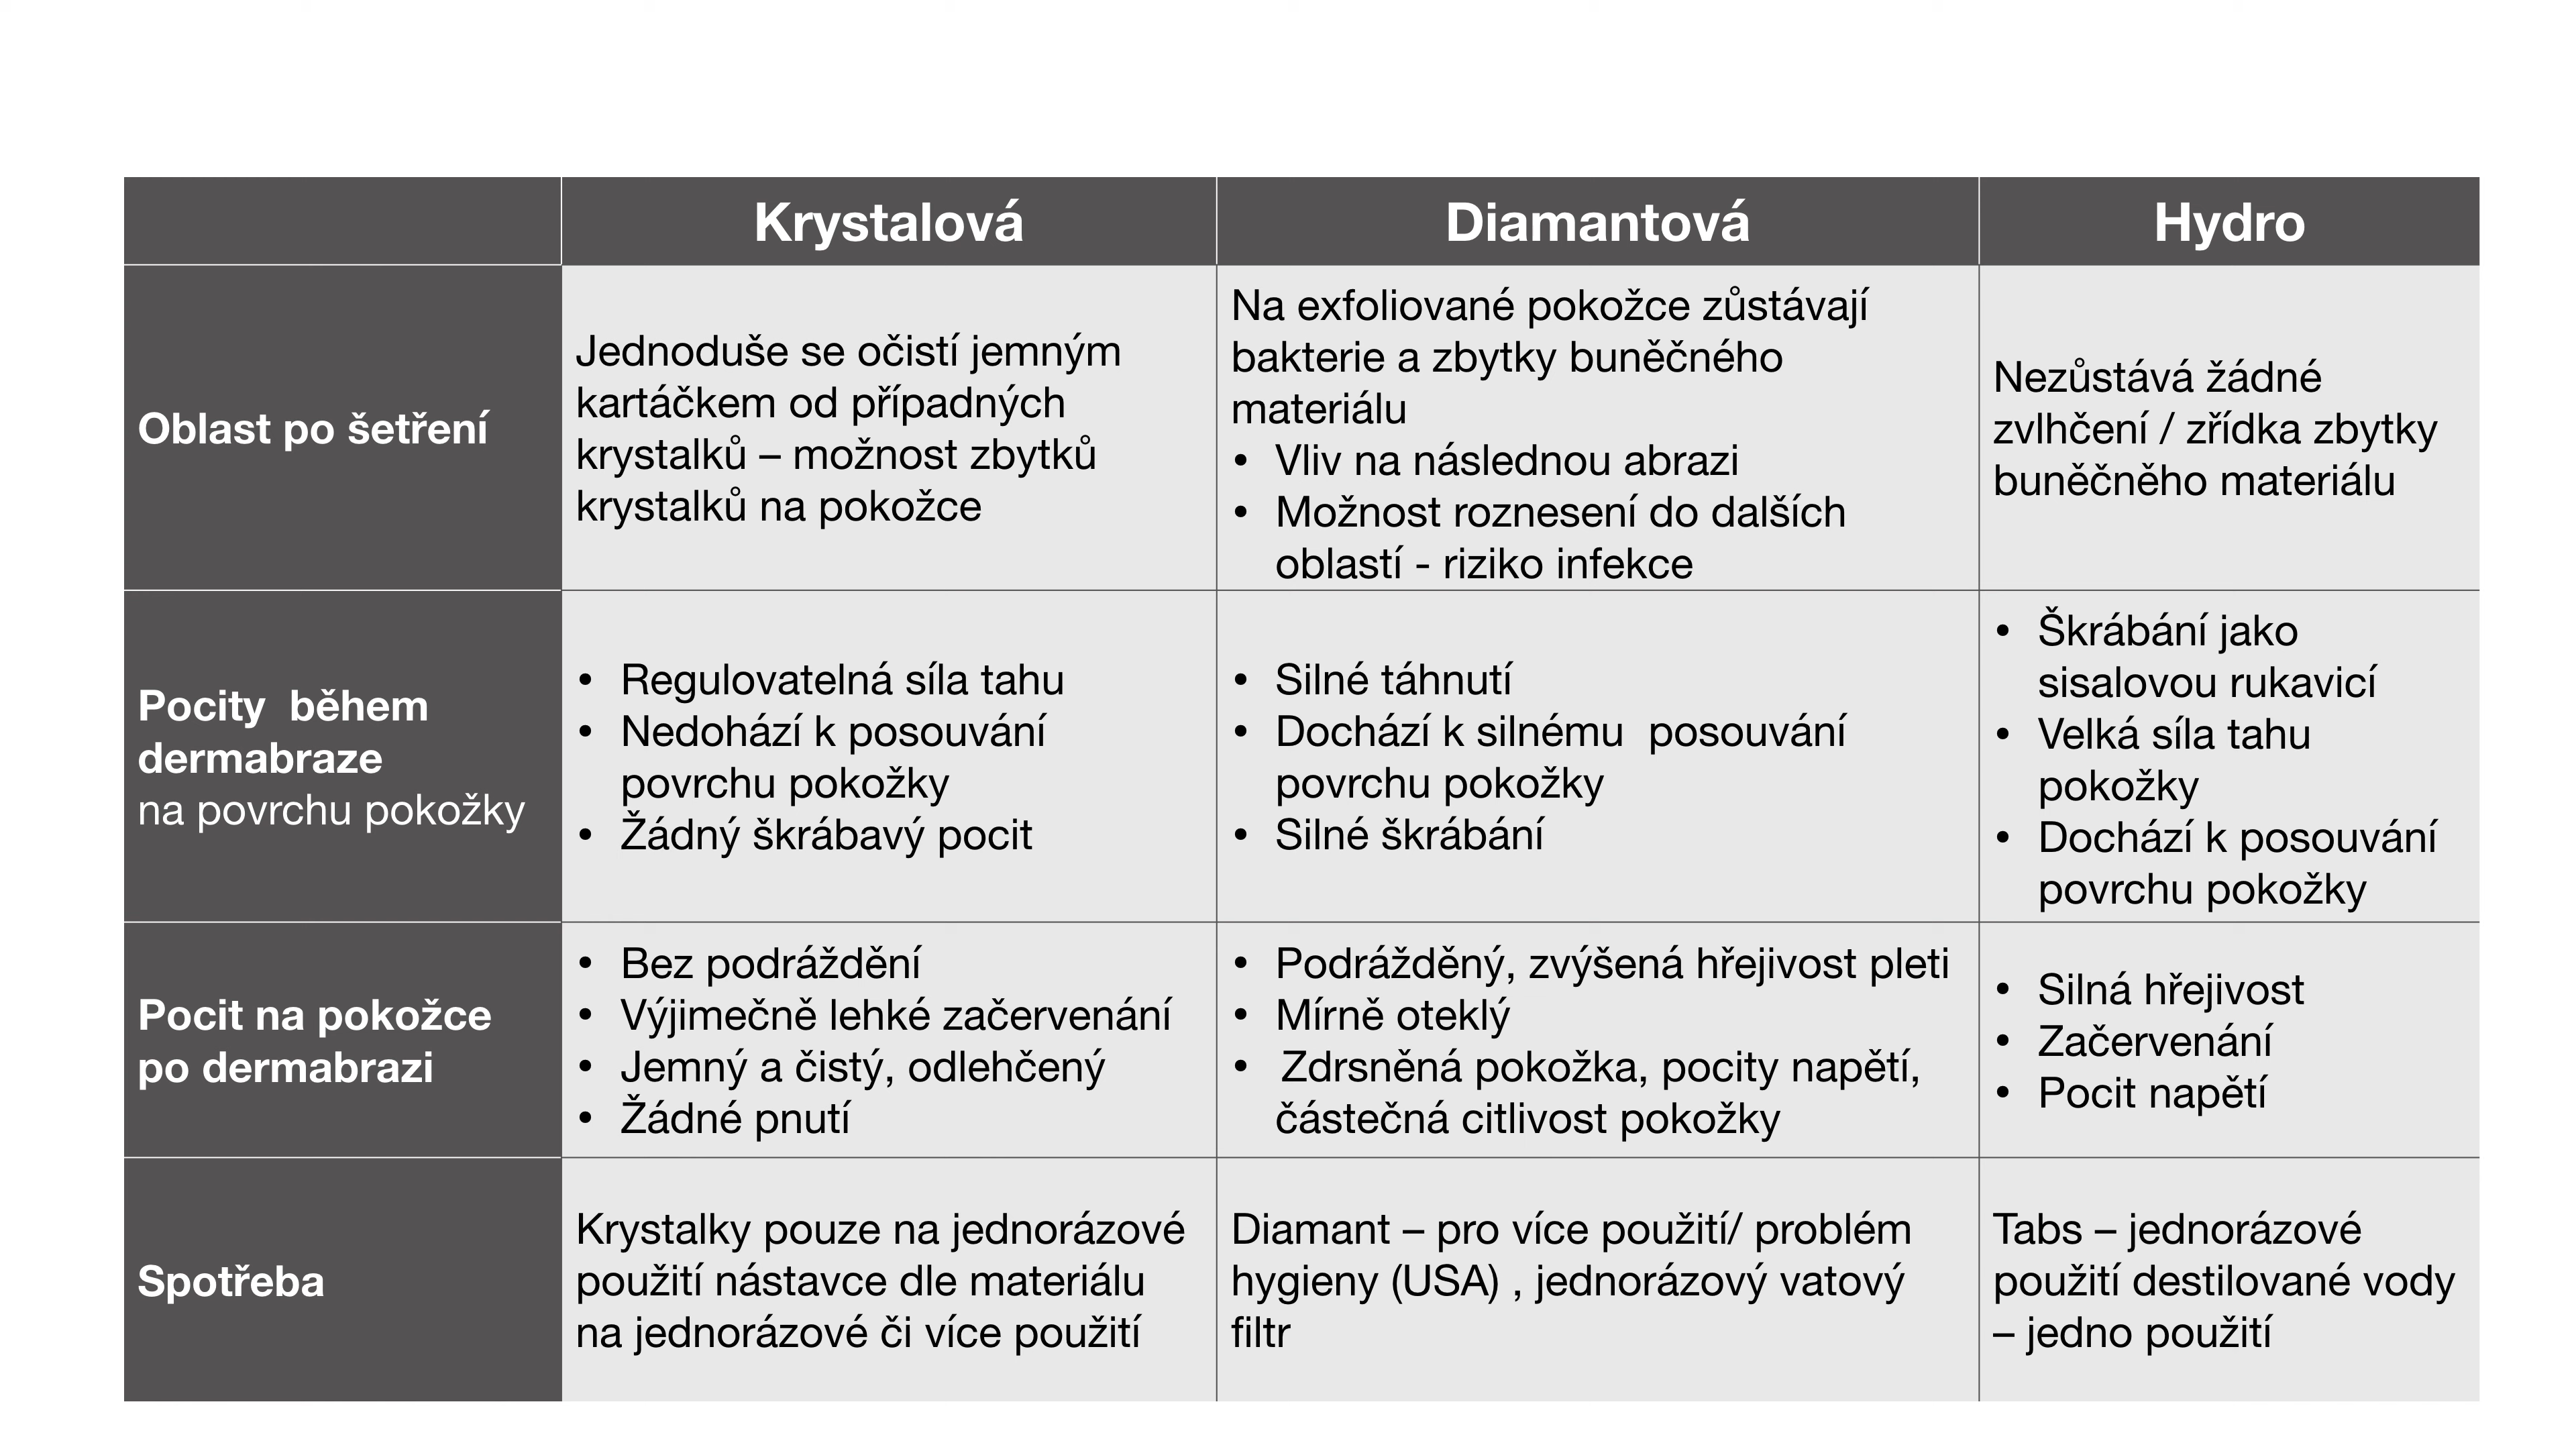 Krystalová
Diamantová
Hydro
Oblast po šetření
Jednoduše se očistí jemným
kartáčkem od případných
krystalků – možnost zbytků
krystalků na pokožce
Na exfoliované pokožce zůstávají
bakterie a zbytky buněčného
materiálu
• Vliv na následnou abrazi
• Možnost roznesení do dalších
oblastí - riziko infekce
Nezůstává žádné
zvlhčení / zřídka zbytky
buněčněho materiálu
Pocity  během
dermabraze
na povrchu pokožky
• Regulovatelná síla tahu
• Nedohází k posouvání
povrchu pokožky
• Žádný škrábavý pocit
• Silné táhnutí
• Dochází k silnému  posouvání
povrchu pokožky
• Silné škrábání
• Škrábání jako
sisalovou rukavicí
• Velká síla tahu
pokožky
• Dochází k posouvání
povrchu pokožky
Pocit na pokožce
po dermabrazi
• Bez podráždění
• Výjimečně lehké začervenání
• Jemný a čistý, odlehčený
• Žádné pnutí
• Podrážděný, zvýšená hřejivost pleti
• Mírně oteklý
• Zdrsněná pokožka, pocity napětí,
částečná citlivost pokožky
• Silná hřejivost
• Začervenání
• Pocit napětí
Spotřeba
Krystalky pouze na jednorázové
použití nástavce dle materiálu
na jednorázové či více použití
Diamant – pro více použití/ problém
hygieny (USA) , jednorázový vatový
filtr
Tabs – jednorázové
použití destilované vody
– jedno použití